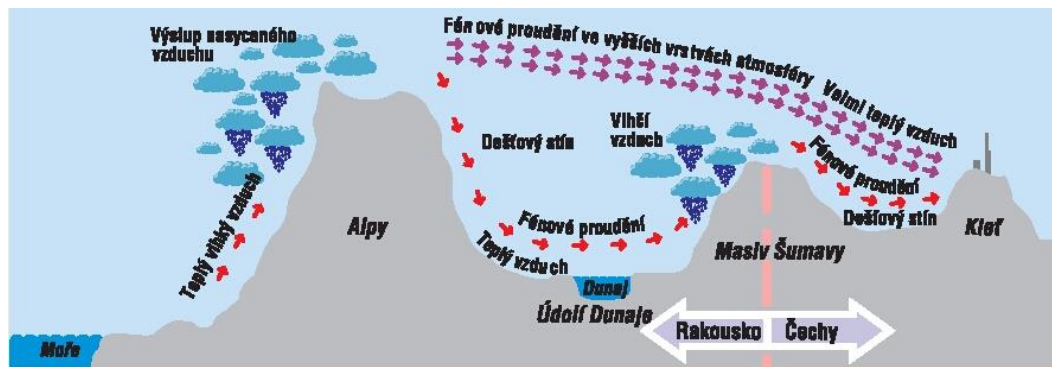 Výstup nasyceného
vzduchu
Fénové proudění ve vyšších vrstvách atmosféry
Velmi teplý vzduch
Vlhčí
vzduch
Dešťový stín
Fénové proudění
Teplý vlhký vzduch
Alpy
Fénové proudění
Dešťový stín
Kleť
Teplý vzduch
Masiv Šumavy
Dunaj
Údolí Dunaje
Rakousko
Čechy
Moře